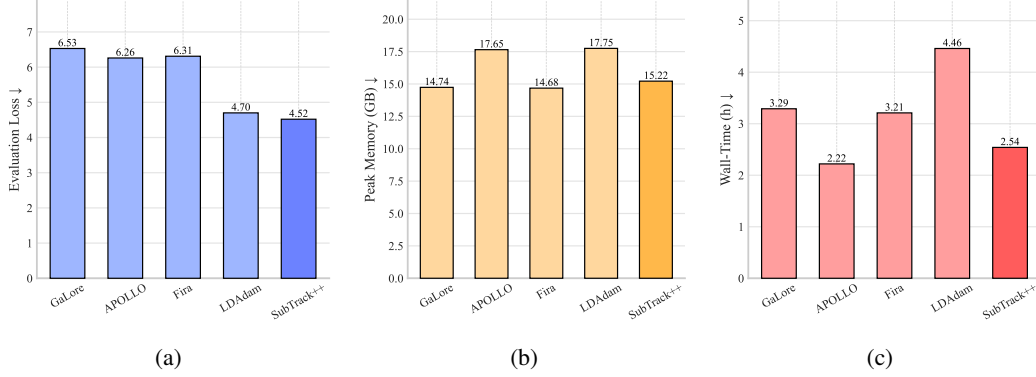 Evaluation Loss ↓
7
6
5
4
3
2
1
0
6.53
6.26
6.31
4.70
4.52
GaLore
APOLLO
Fira
LDAdam
SubTrack++
(a)
Peak Memory (GB) ↓
20.0
17.5
15.0
12.5
10.0
7.5
5.0
2.5
0.0
14.74
17.65
14.68
17.75
15.22
GaLore
APOLLO
Fira
LDAdam
SubTrack++
(b)
Wall-Time (h) ↓
5
4
3
2
1
0
3.29
2.22
3.21
4.46
2.54
GaLore
APOLLO
Fira
LDAdam
SubTrack++
(c)